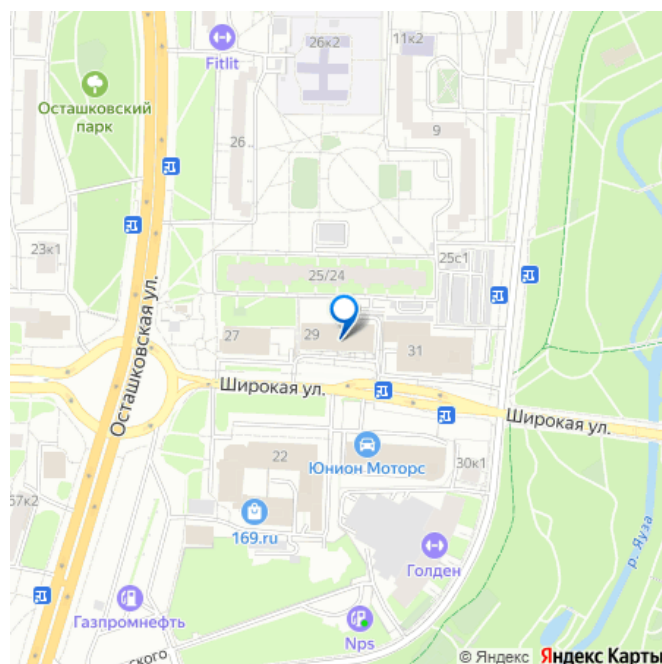 26к2
11к2
Fitlit
Осташковский
парк
26
9
23к1
25с1
25/24
Осташковская ул.
27
29
31
Широкая ул.
Широкая ул.
22
Юнион Моторс
30к1
169.ru
р. Яуза
67к2
Голден
Газпромнефть
Nps
© Яндекс Яндекс Карты